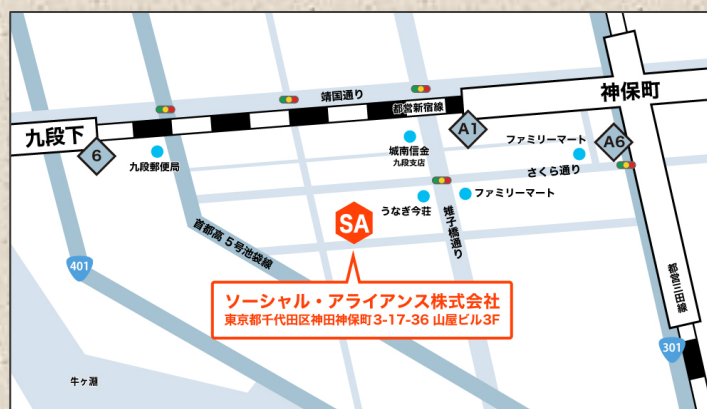 靖国通り
都営新宿線
神保町
九段下
6
A1
A6
九段郵便局
城南信金
九段支店
ファミリーマート
さくら通り
うなぎ今荘
ファミリーマート
雉子橋通り
首都高 5号池袋線
SA
401
ソーシャル・アライアンス株式会社
東京都千代田区神田神保町3-17-36 山屋ビル3F
都営三田線
301
牛ヶ淵